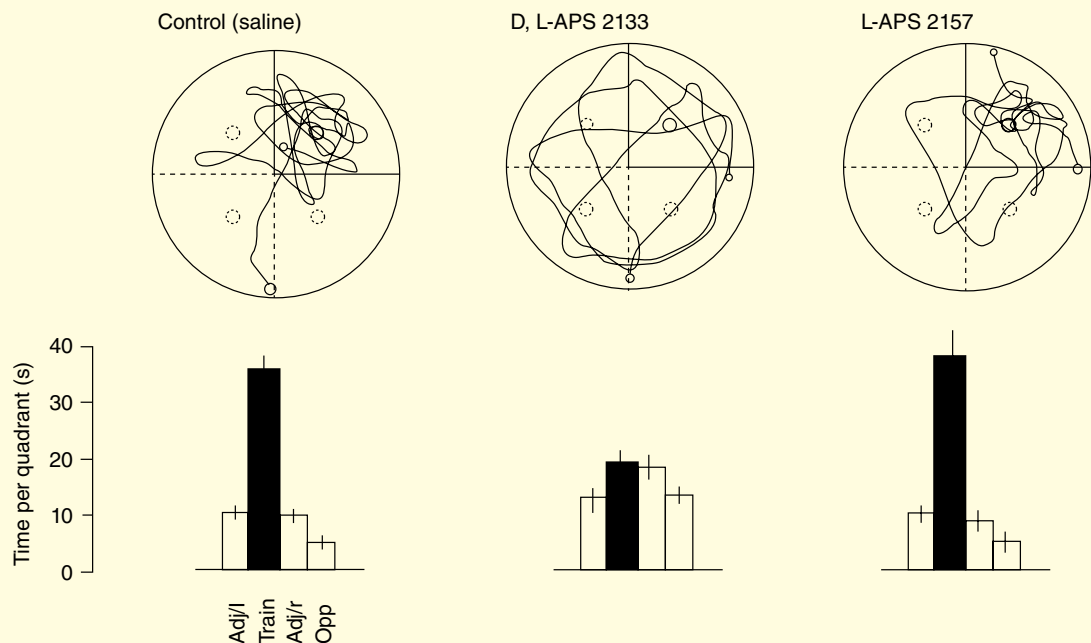 Control (saline)
D, L-APS 2133
L-APS 2157
Time per quadrant (s)
40
30
20
10
0
Adj/l
Train
Adj/r
Opp